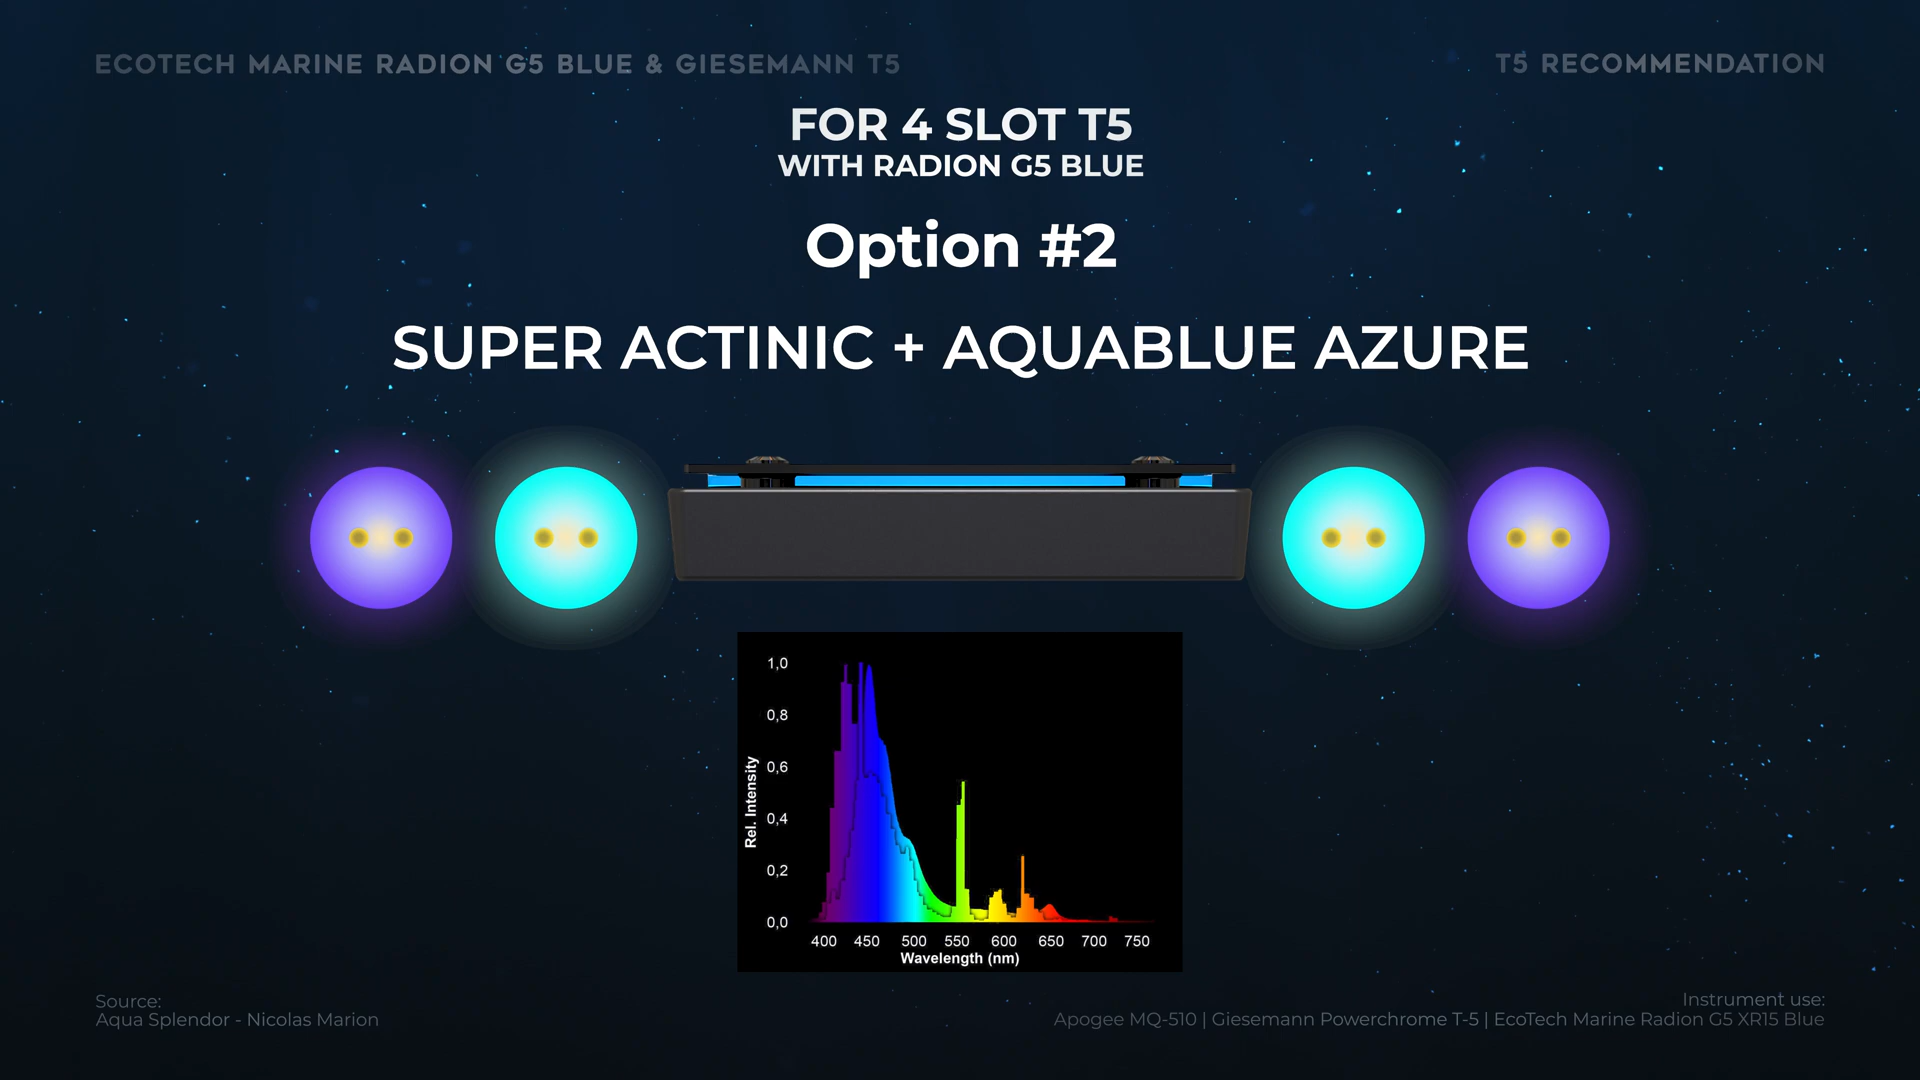 ECOTECH MARINE RADION G5 BLUE & GIESEMANN T5
T5 RECOMMENDATION
FOR 4 SLOT T5
WITH RADION G5 BLUE
Option #2
SUPER ACTINIC + AQUABLUE AZURE
1,0
0,8
0,6
0,4
0,2
0,0
Rel. Intensity
400 450 500 550 600 650 700 750
Wavelength (nm)
Source:
Aqua Splendor - Nicolas Marion
Instrument use:
Apogee MQ-510 | Giesemann Powerchrome T-5 | EcoTech Marine Radion G5 XR15 Blue